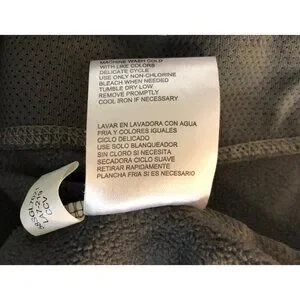 MACHINE WASH COLD
WITH LIKE COLORS
DELICATE CYCLE
USE ONLY NON-CHLORINE
BLEACH WHEN NEEDED
TUMBLE DRY LOW
REMOVE PROMPTLY
COOL IRON IF NECESSARY
LAVAR EN LAVADORA CON AGUA
FRIA Y COLORES IGUALES
CICLO DELICADO
USE SOLO BLANQUEADOR
SIN CLORO SI NECESITA
SECADORA CICLO SUAVE
RETIRAR RAPIDAMENTE
PLANCHA FRIA SI ES NECESARIO